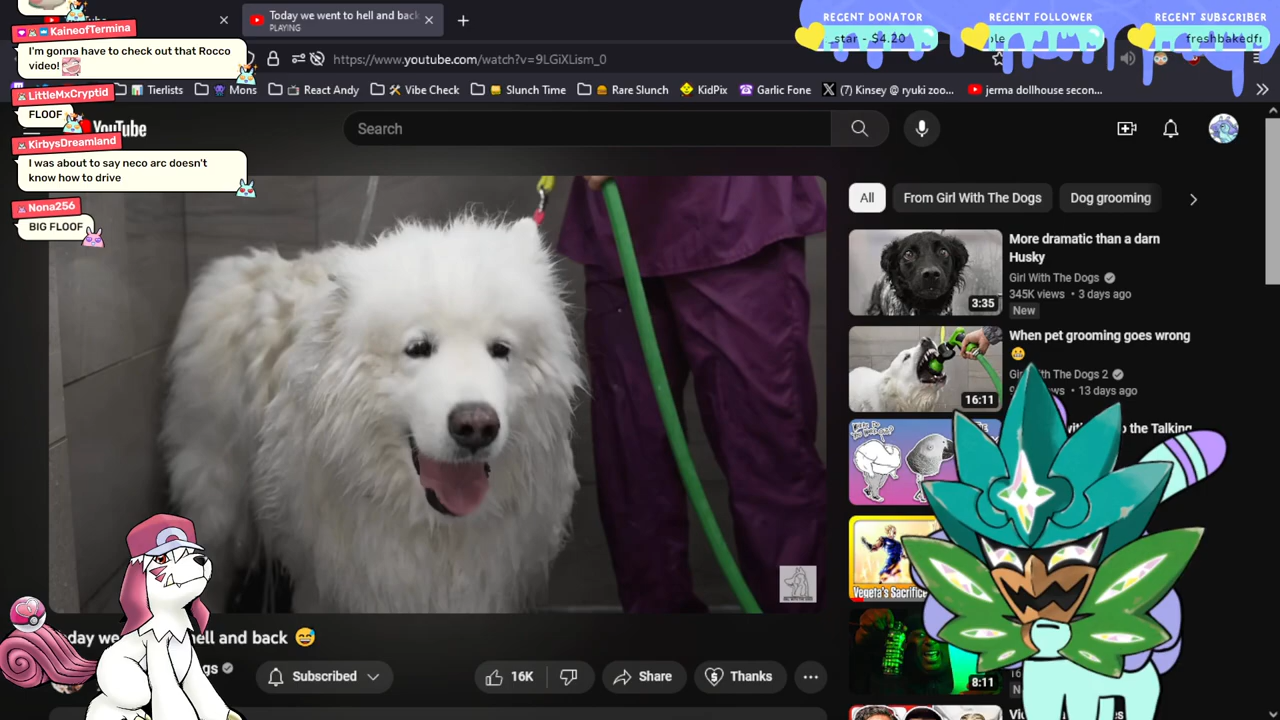 Today we went to hell and back
PLAYING
RECENT DONATOR
_star - $4.20
RECENT FOLLOWER
RECENT SUBSCRIBER
freshbakedfr
KaineofTermina
I'm gonna have to check out that Rocco
video!
https://www.youtube.com/watch?v=9LGiXLism_0
Tierlists
Mons
React Andy
Vibe Check
Slunch Time
Rare Slunch
KidPix
Garlic Fone
(7) Kinsey @ ryuki zoo...
jerma dollhouse secon...
LittleMxCryptid
FLOOF
YouTube
Search
KirbysDreamland
I was about to say neco arc doesn't
know how to drive
Nona256
BIG FLOOF
All
From Girl With The Dogs
Dog grooming
More dramatic than a darn
Husky
Girl With The Dogs
345K views • 3 days ago
New
3:35
When pet grooming goes wrong
Girl With The Dogs 2
13 days ago
16:11
the Talking
Vegeta's Sacrifice
8:11
day we hell and back
Subscribed
16K
Share
Thanks